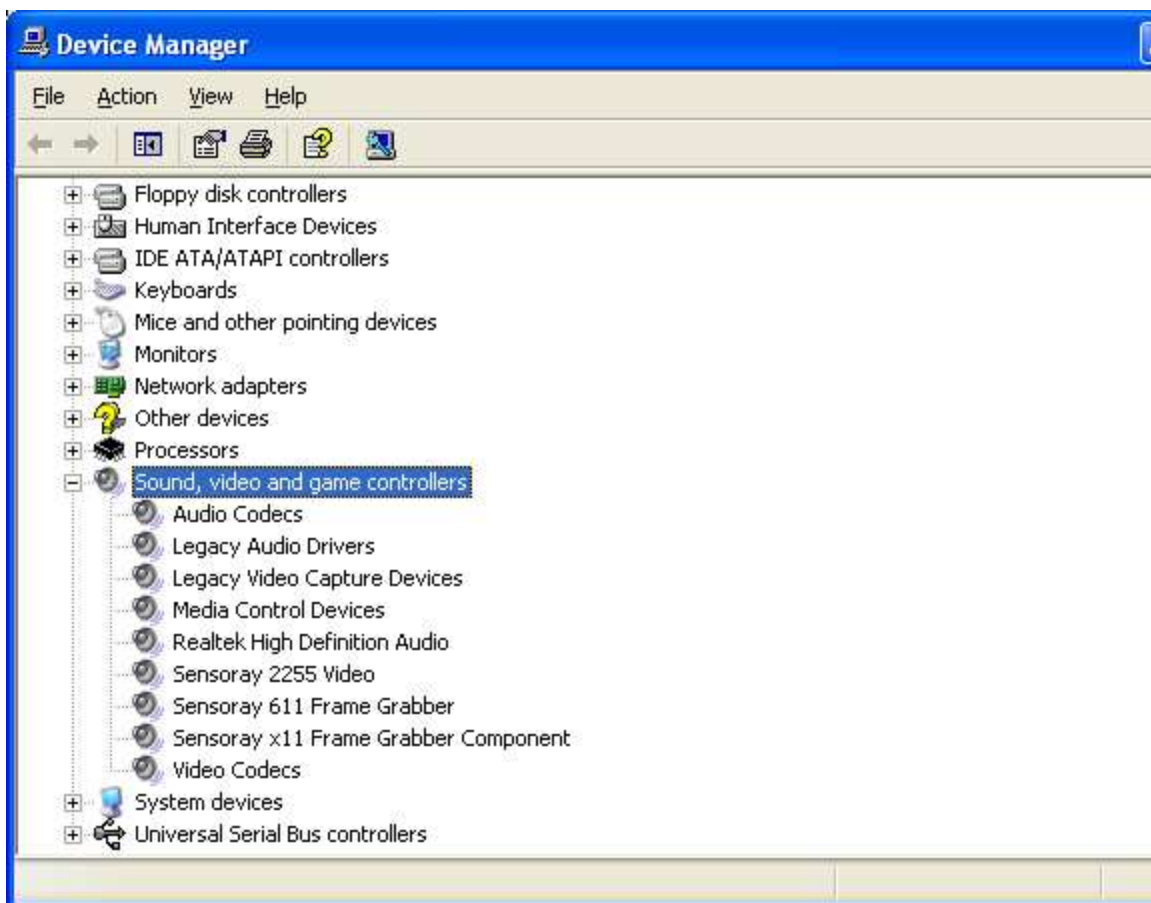 Device Manager
File Action View Help
Floppy disk controllers
Human Interface Devices
IDE ATA/ATAPI controllers
Keyboards
Mice and other pointing devices
Monitors
Network adapters
Other devices
Processors
Sound, video and game controllers
Audio Codecs
Legacy Audio Drivers
Legacy Video Capture Devices
Media Control Devices
Realtek High Definition Audio
Sensoray 2255 Video
Sensoray 611 Frame Grabber
Sensoray x11 Frame Grabber Component
Video Codecs
System devices
Universal Serial Bus controllers